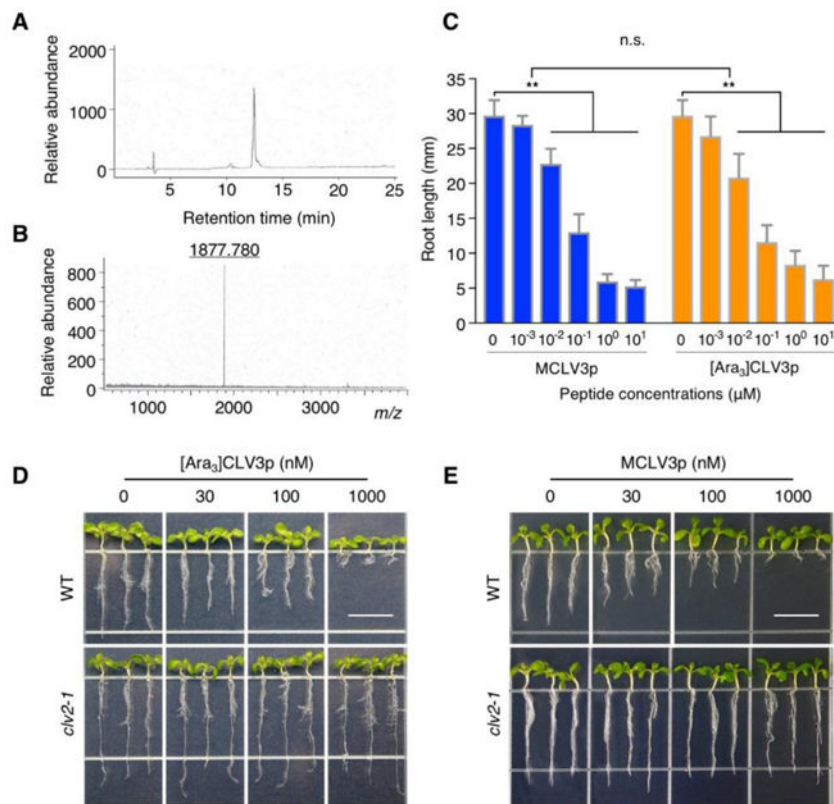 A
2000
1000
0
Relative abundance
5 10 15 20 25
Retention time (min)
B
1877.780
800
600
400
200
0
Relative abundance
1000 2000 3000 m/z
C
n.s.
** **
35
30
25
20
15
10
5
0
Root length (mm)
0 10⁻³ 10⁻² 10⁻¹ 10⁰ 10¹ 0 10⁻³ 10⁻² 10⁻¹ 10⁰ 10¹
MCLV3p [Ara₃]CLV3p
Peptide concentrations (µM)
D
[Ara₃]CLV3p (nM)
0 30 100 1000
WT
clv2-1
E
MCLV3p (nM)
0 30 100 1000
WT
clv2-1